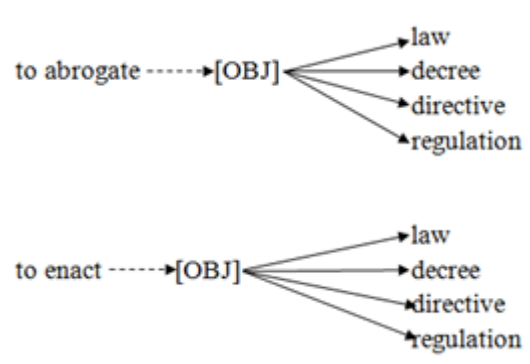 law
to abrogate [OBJ] decree
directive
regulation
law
to enact [OBJ] decree
directive
regulation